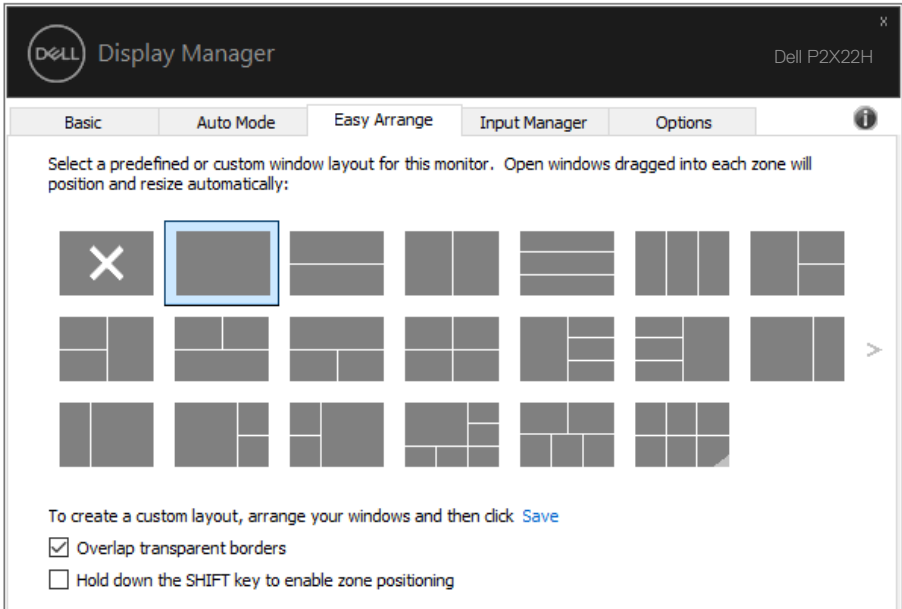 x
DELL Display Manager
Dell P2X22H
Basic Auto Mode Easy Arrange Input Manager Options
Select a predefined or custom window layout for this monitor. Open windows dragged into each zone will
position and resize automatically:
>
To create a custom layout, arrange your windows and then click Save
Overlap transparent borders
Hold down the SHIFT key to enable zone positioning